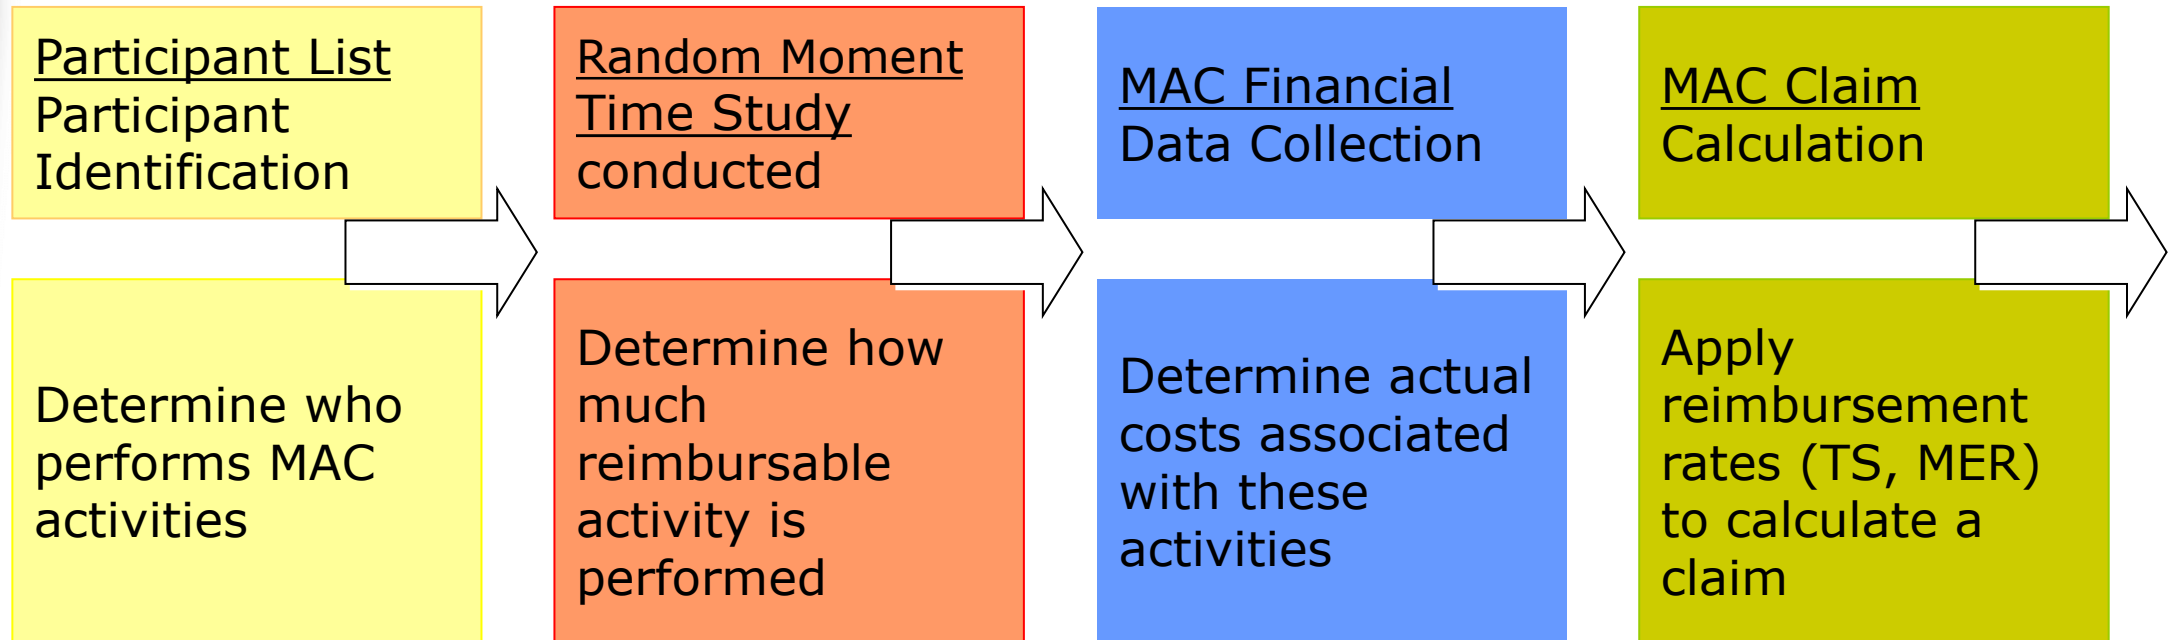 Participant List
Participant
Identification
Determine who
performs MAC
activities
Random Moment
Time Study
conducted
Determine how
much
reimbursable
activity is
performed
MAC Financial
Data Collection
Determine actual
costs associated
with these
activities
MAC Claim
Calculation
Apply
reimbursement
rates (TS, MER)
to calculate a
claim